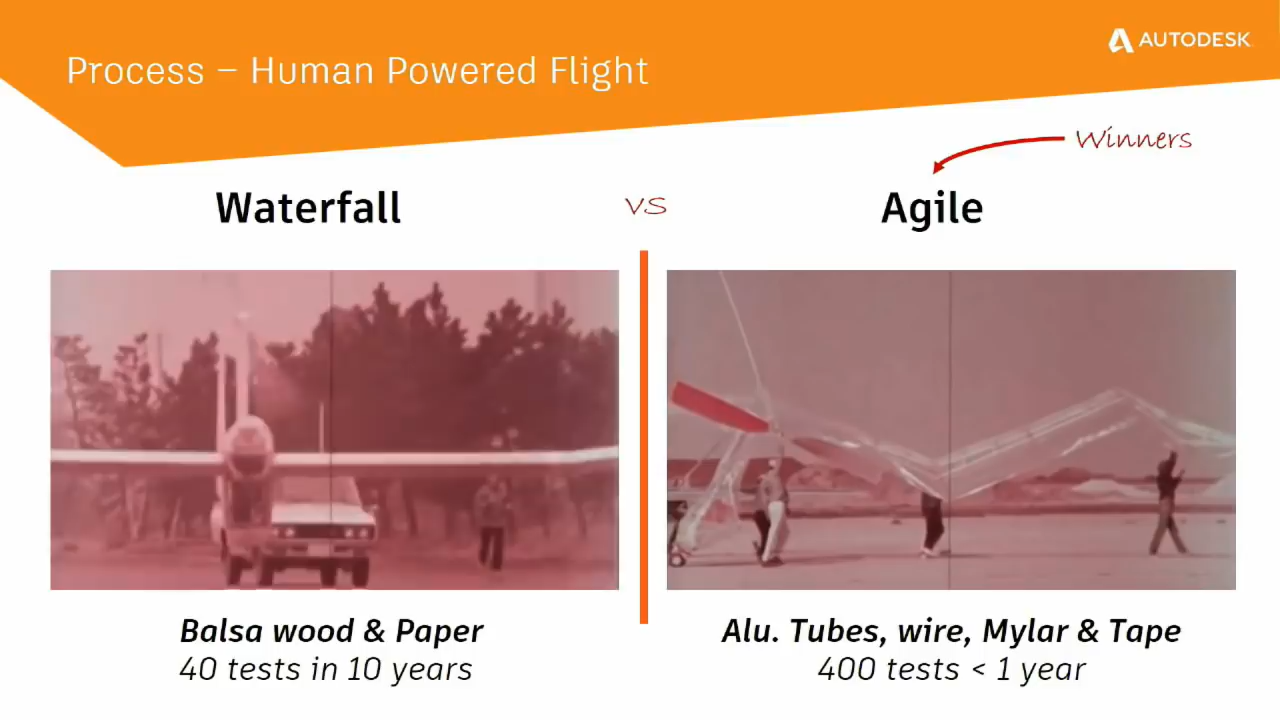 AUTODESK
Process – Human Powered Flight
Winners
Waterfall
vs
Agile
Balsa wood & Paper
40 tests in 10 years
Alu. Tubes, wire, Mylar & Tape
400 tests < 1 year